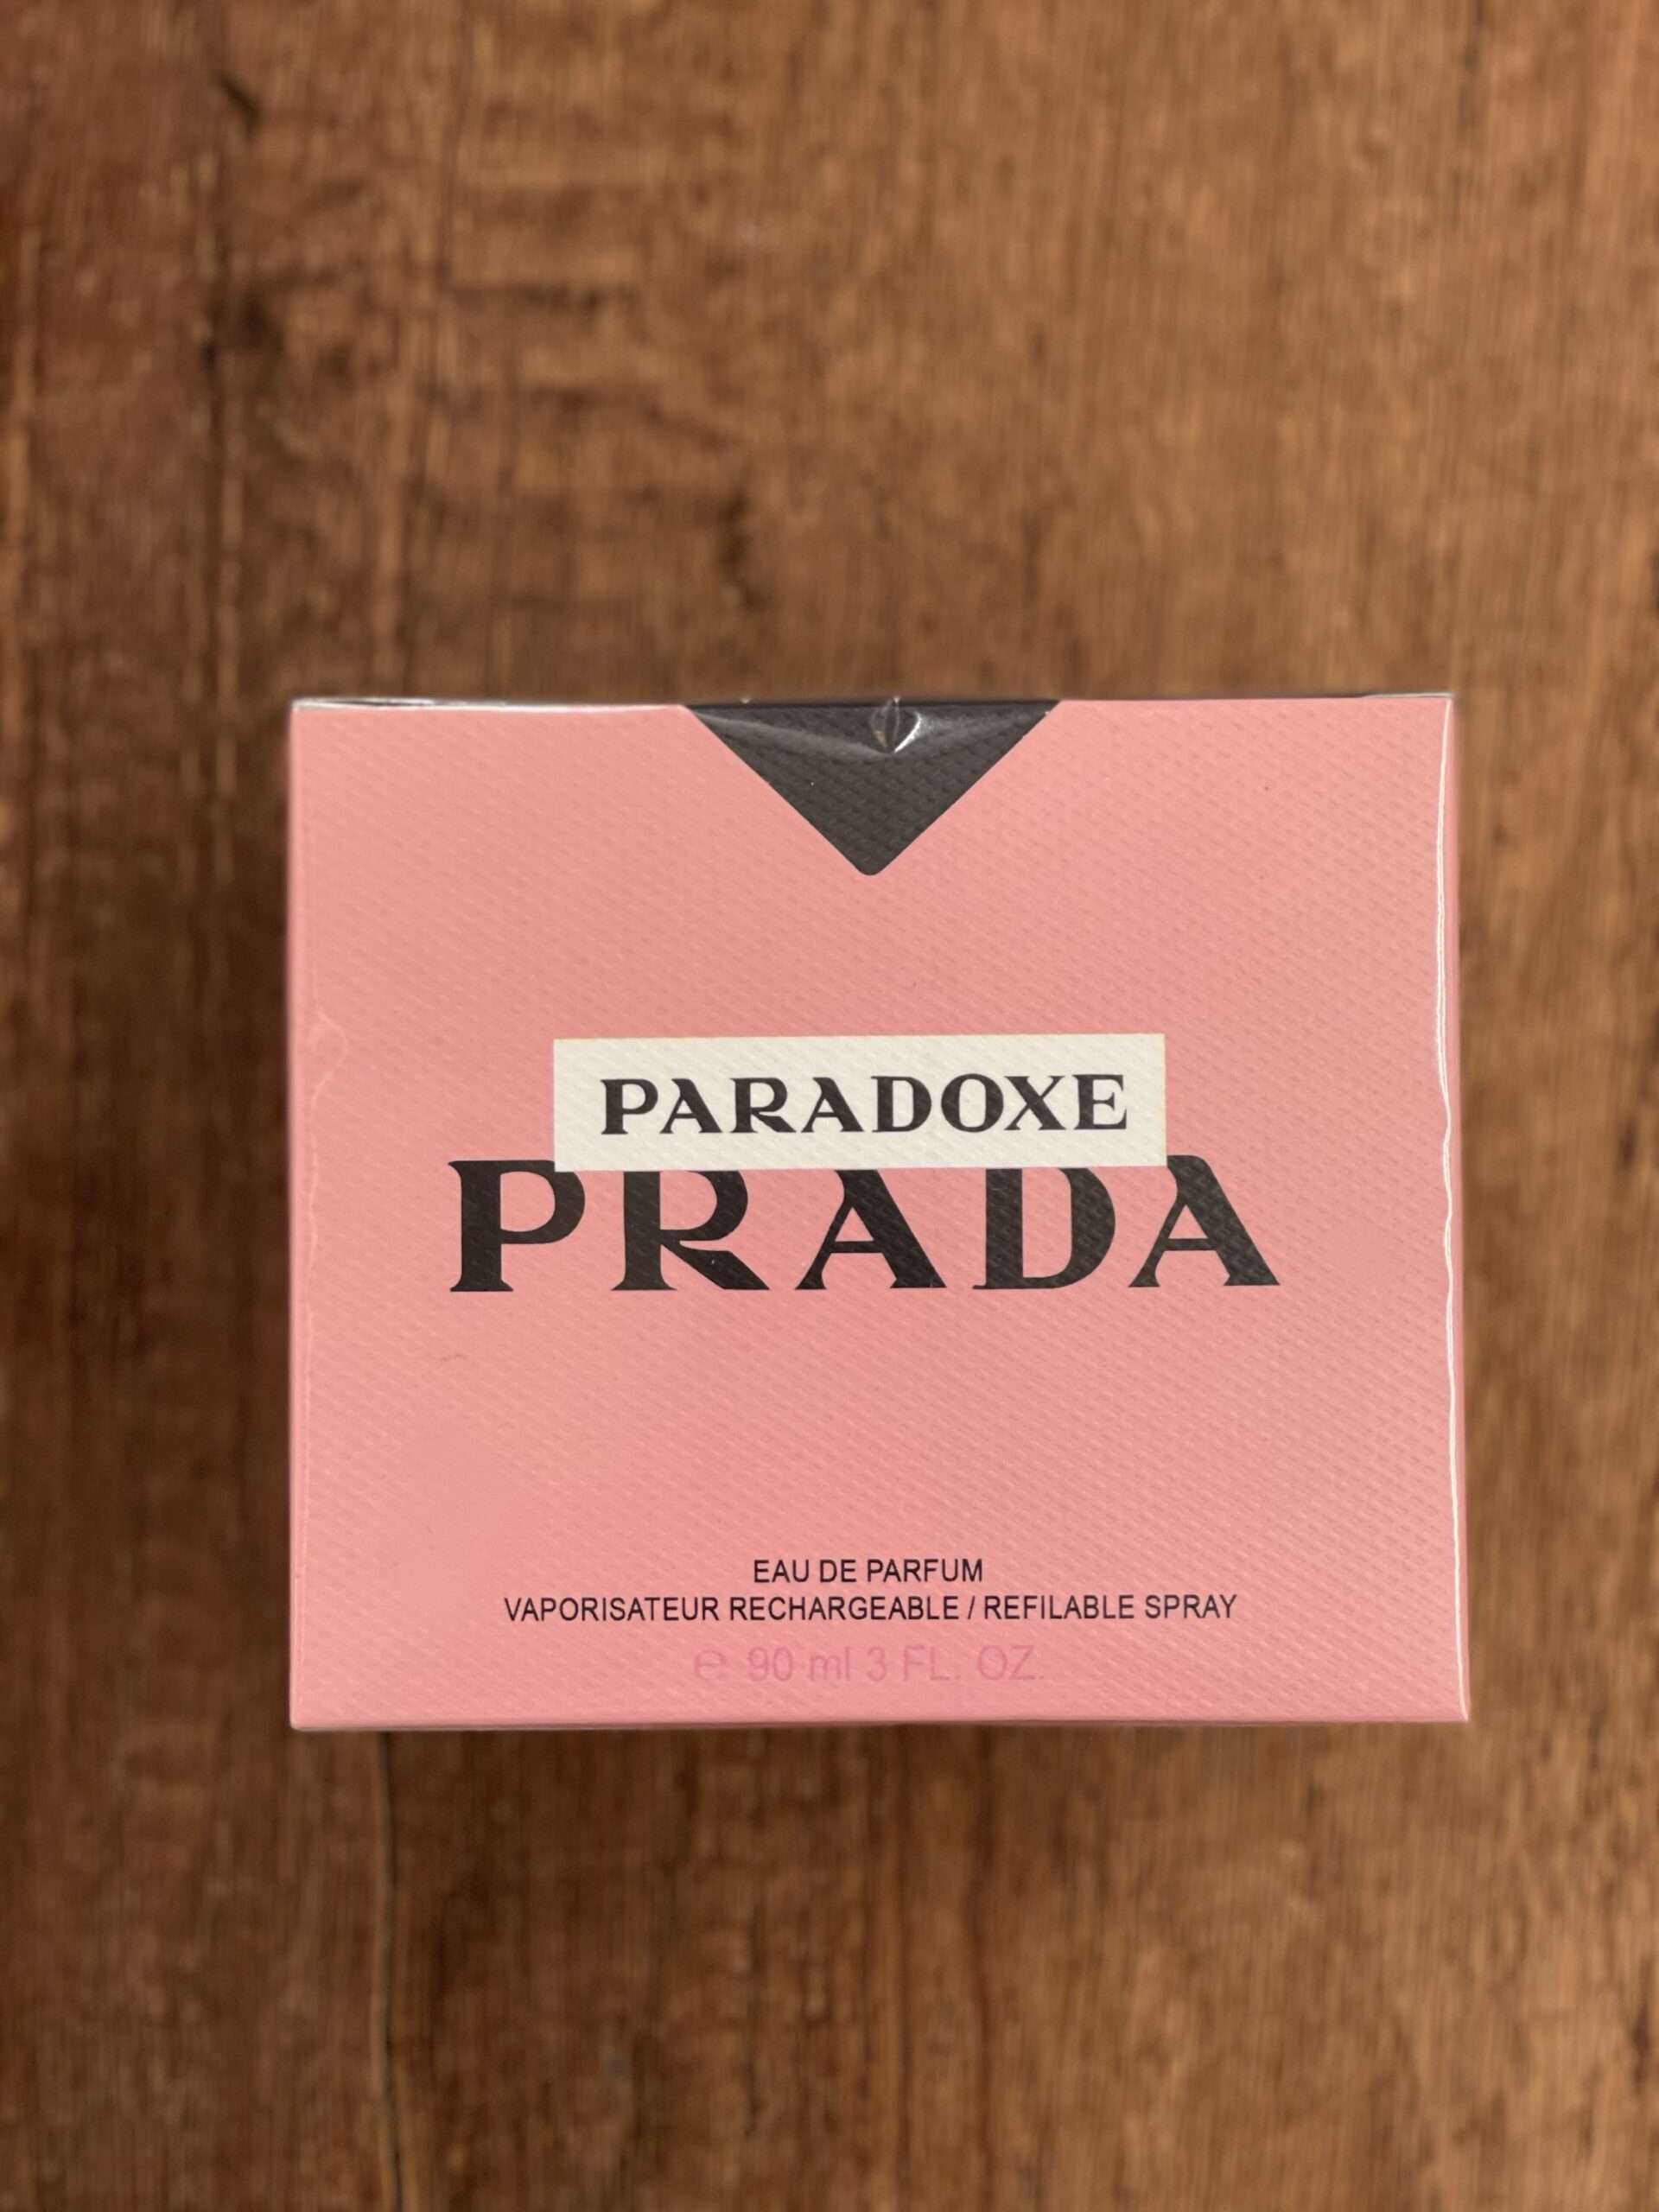 PARADOXE
PRADA
EAU DE PARFUM
VAPORISATEUR RECHARGEABLE / REFILABLE SPRAY
℮ 90 ml 3 FL. OZ.